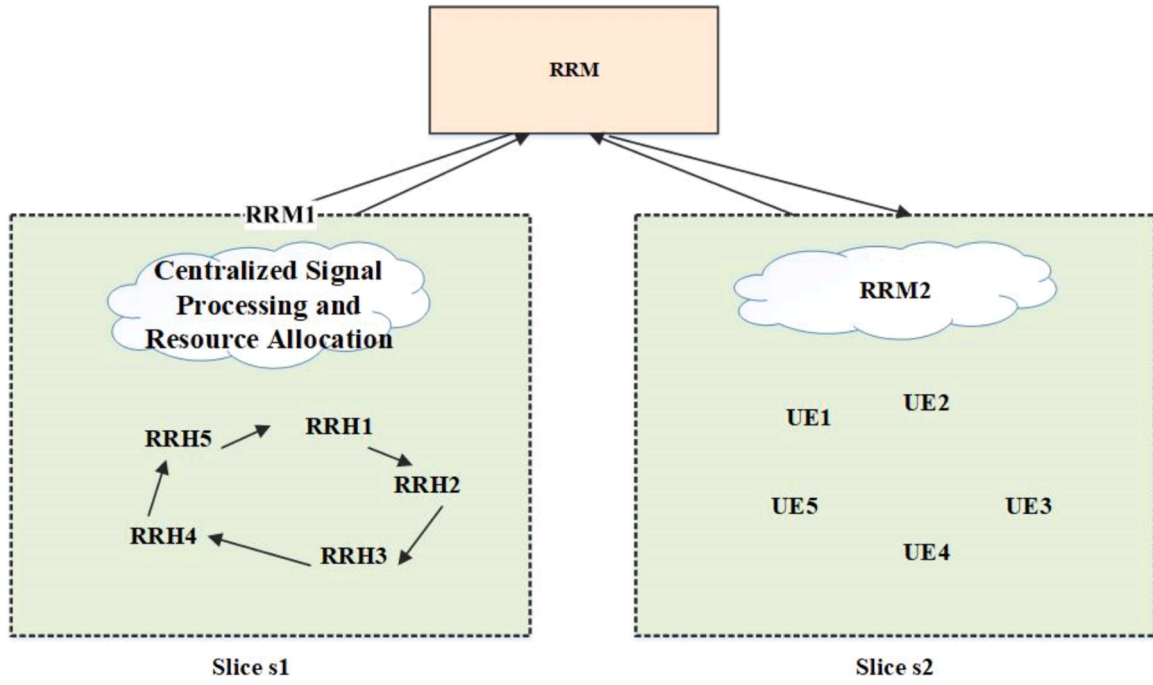 RRM
RRM1
Centralized Signal
Processing and
Resource Allocation
RRH1
RRH5
RRH2
RRH4
RRH3
Slice s1
RRM2
UE1
UE2
UE5
UE3
UE4
Slice s2